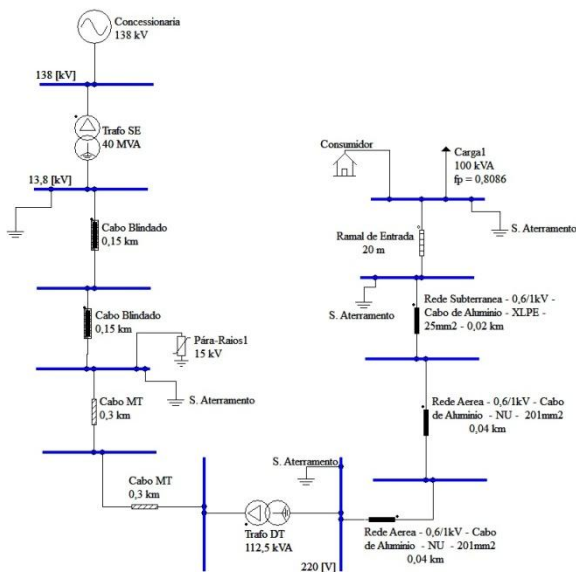 Concessionaria
138 kV
138 [kV]
Trafo SE
40 MVA
13,8 [kV]
Cabo Blindado
0,15 km
Cabo Blindado
0,15 km
Pára-Raios1
15 kV
S. Aterramento
Cabo MT
0,3 km
Cabo MT
0,3 km
Trafo DT
112,5 kVA
S. Aterramento
220 [V]
Rede Aerea - 0,6/1kV - Cabo
de Aluminio - NU - 201mm2
0,04 km
Rede Aerea - 0,6/1kV - Cabo
de Aluminio - NU - 201mm2
0,04 km
Rede Subterranea - 0,6/1kV -
Cabo de Aluminio - XLPE -
25mm2 - 0,02 km
S. Aterramento
Ramal de Entrada
20 m
S. Aterramento
Consumidor
Carga1
100 kVA
fp = 0,8086